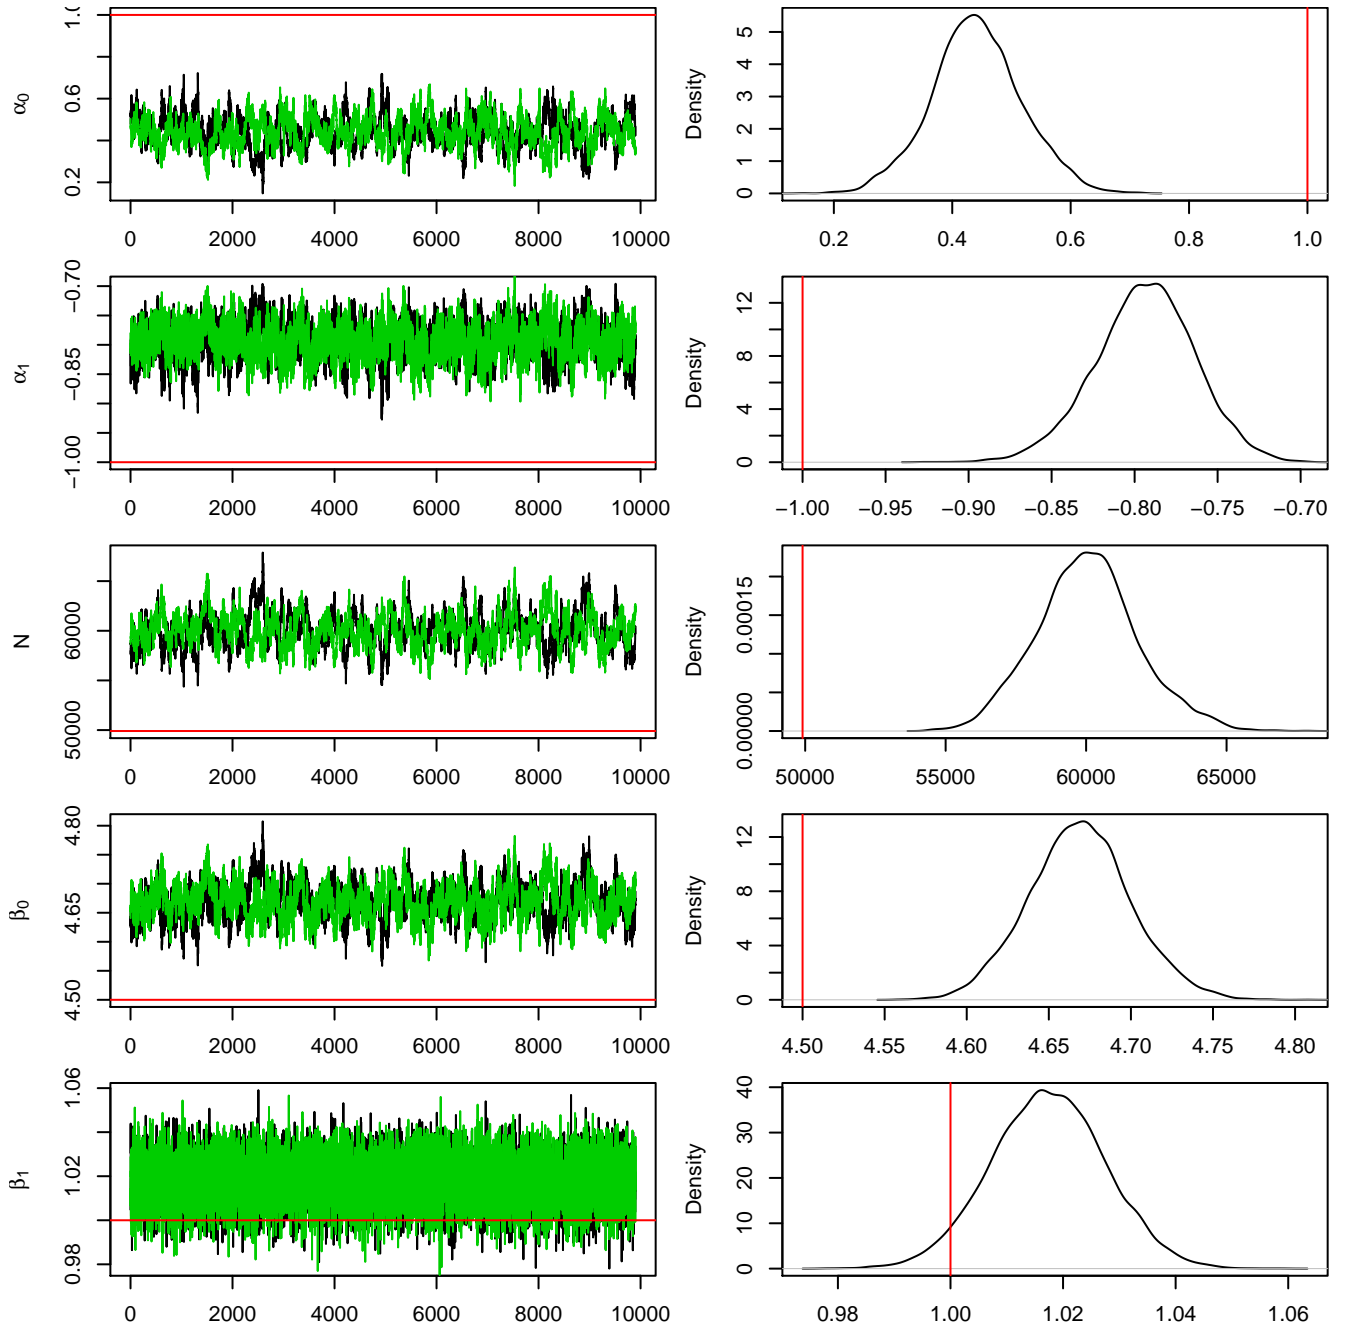 α0
0.2 0.6 1.0
0 2000 4000 6000 8000 10000
Density
0 1 2 3 4 5
0.2 0.4 0.6 0.8 1.0
α1
−1.00 −0.85 −0.70
0 2000 4000 6000 8000 10000
Density
0 4 8 12
−1.00 −0.95 −0.90 −0.85 −0.80 −0.75 −0.70
N
50000 60000
0 2000 4000 6000 8000 10000
Density
0.00000 0.00015
50000 55000 60000 65000
β0
4.50 4.65 4.80
0 2000 4000 6000 8000 10000
Density
0 4 8 12
4.50 4.55 4.60 4.65 4.70 4.75 4.80
β1
0.98 1.02 1.06
0 2000 4000 6000 8000 10000
Density
0 10 20 30 40
0.98 1.00 1.02 1.04 1.06